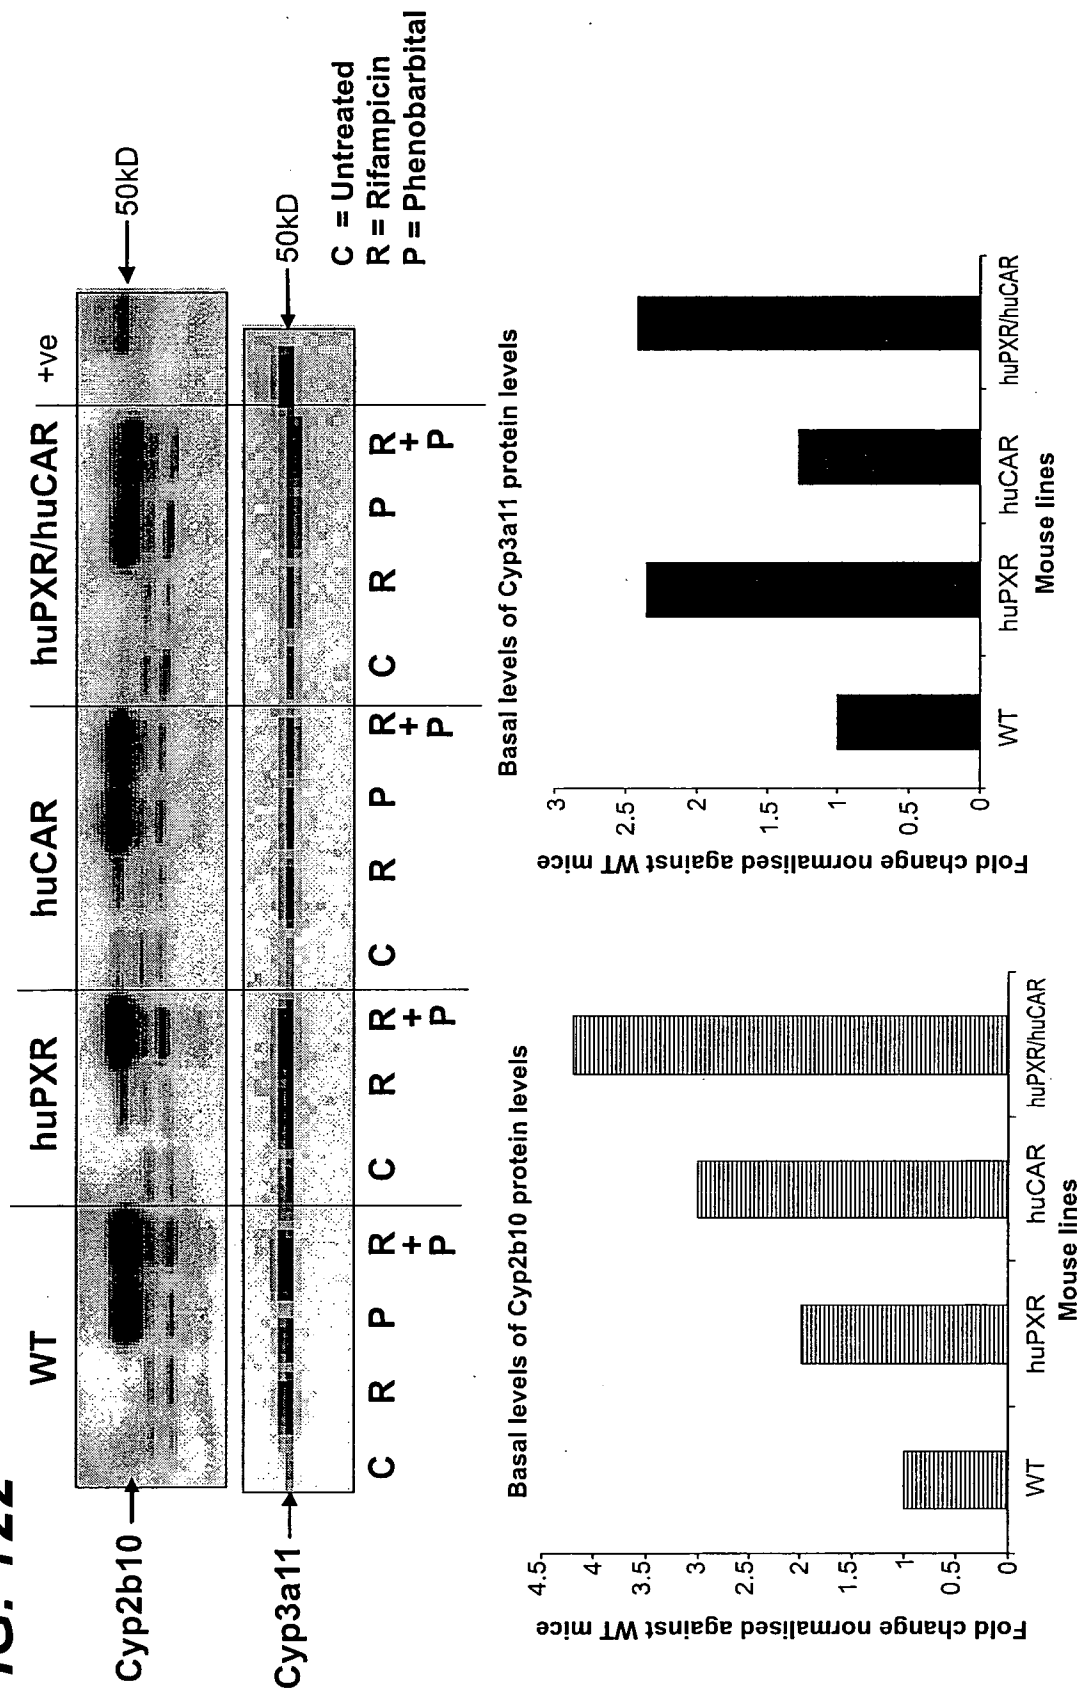 WT huPXR huCAR huPXR/huCAR +ve
Cyp2b10 50kD
Cyp3a11 50kD
C R P R+P C R R+P C R P R+P C R P R+P
C = Untreated
R = Rifampicin
P = Phenobarbital
Basal levels of Cyp2b10 protein levels
Fold change normalised against WT mice
4.5
4
3.5
3
2.5
2
1.5
1
0.5
0
WT huPXR huCAR huPXR/huCAR
Mouse lines
Basal levels of Cyp3a11 protein levels
Fold change normalised against WT mice
3
2.5
2
1.5
1
0.5
0
WT huPXR huCAR huPXR/huCAR
Mouse lines